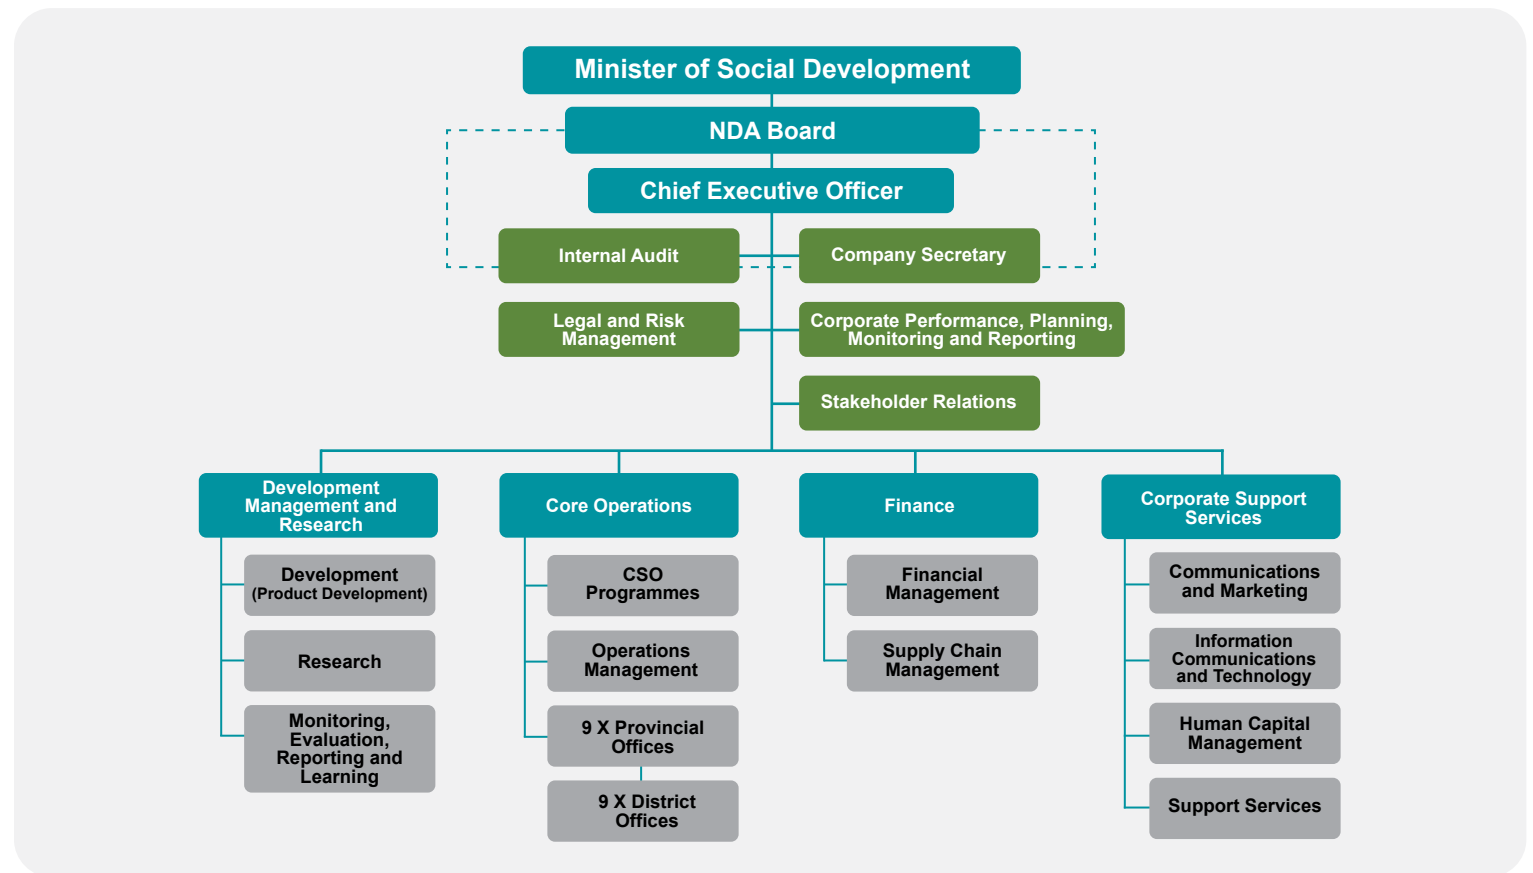 Minister of Social Development
NDA Board
Chief Executive Officer
Internal Audit
Company Secretary
Legal and Risk
Management
Corporate Performance, Planning,
Monitoring and Reporting
Stakeholder Relations
Development
Management and
Research
Development
(Product Development)
Research
Monitoring,
Evaluation,
Reporting and
Learning
Core Operations
CSO
Programmes
Operations
Management
9 X Provincial
Offices
9 X District
Offices
Finance
Financial
Management
Supply Chain
Management
Corporate Support
Services
Communications
and Marketing
Information
Communications
and Technology
Human Capital
Management
Support Services